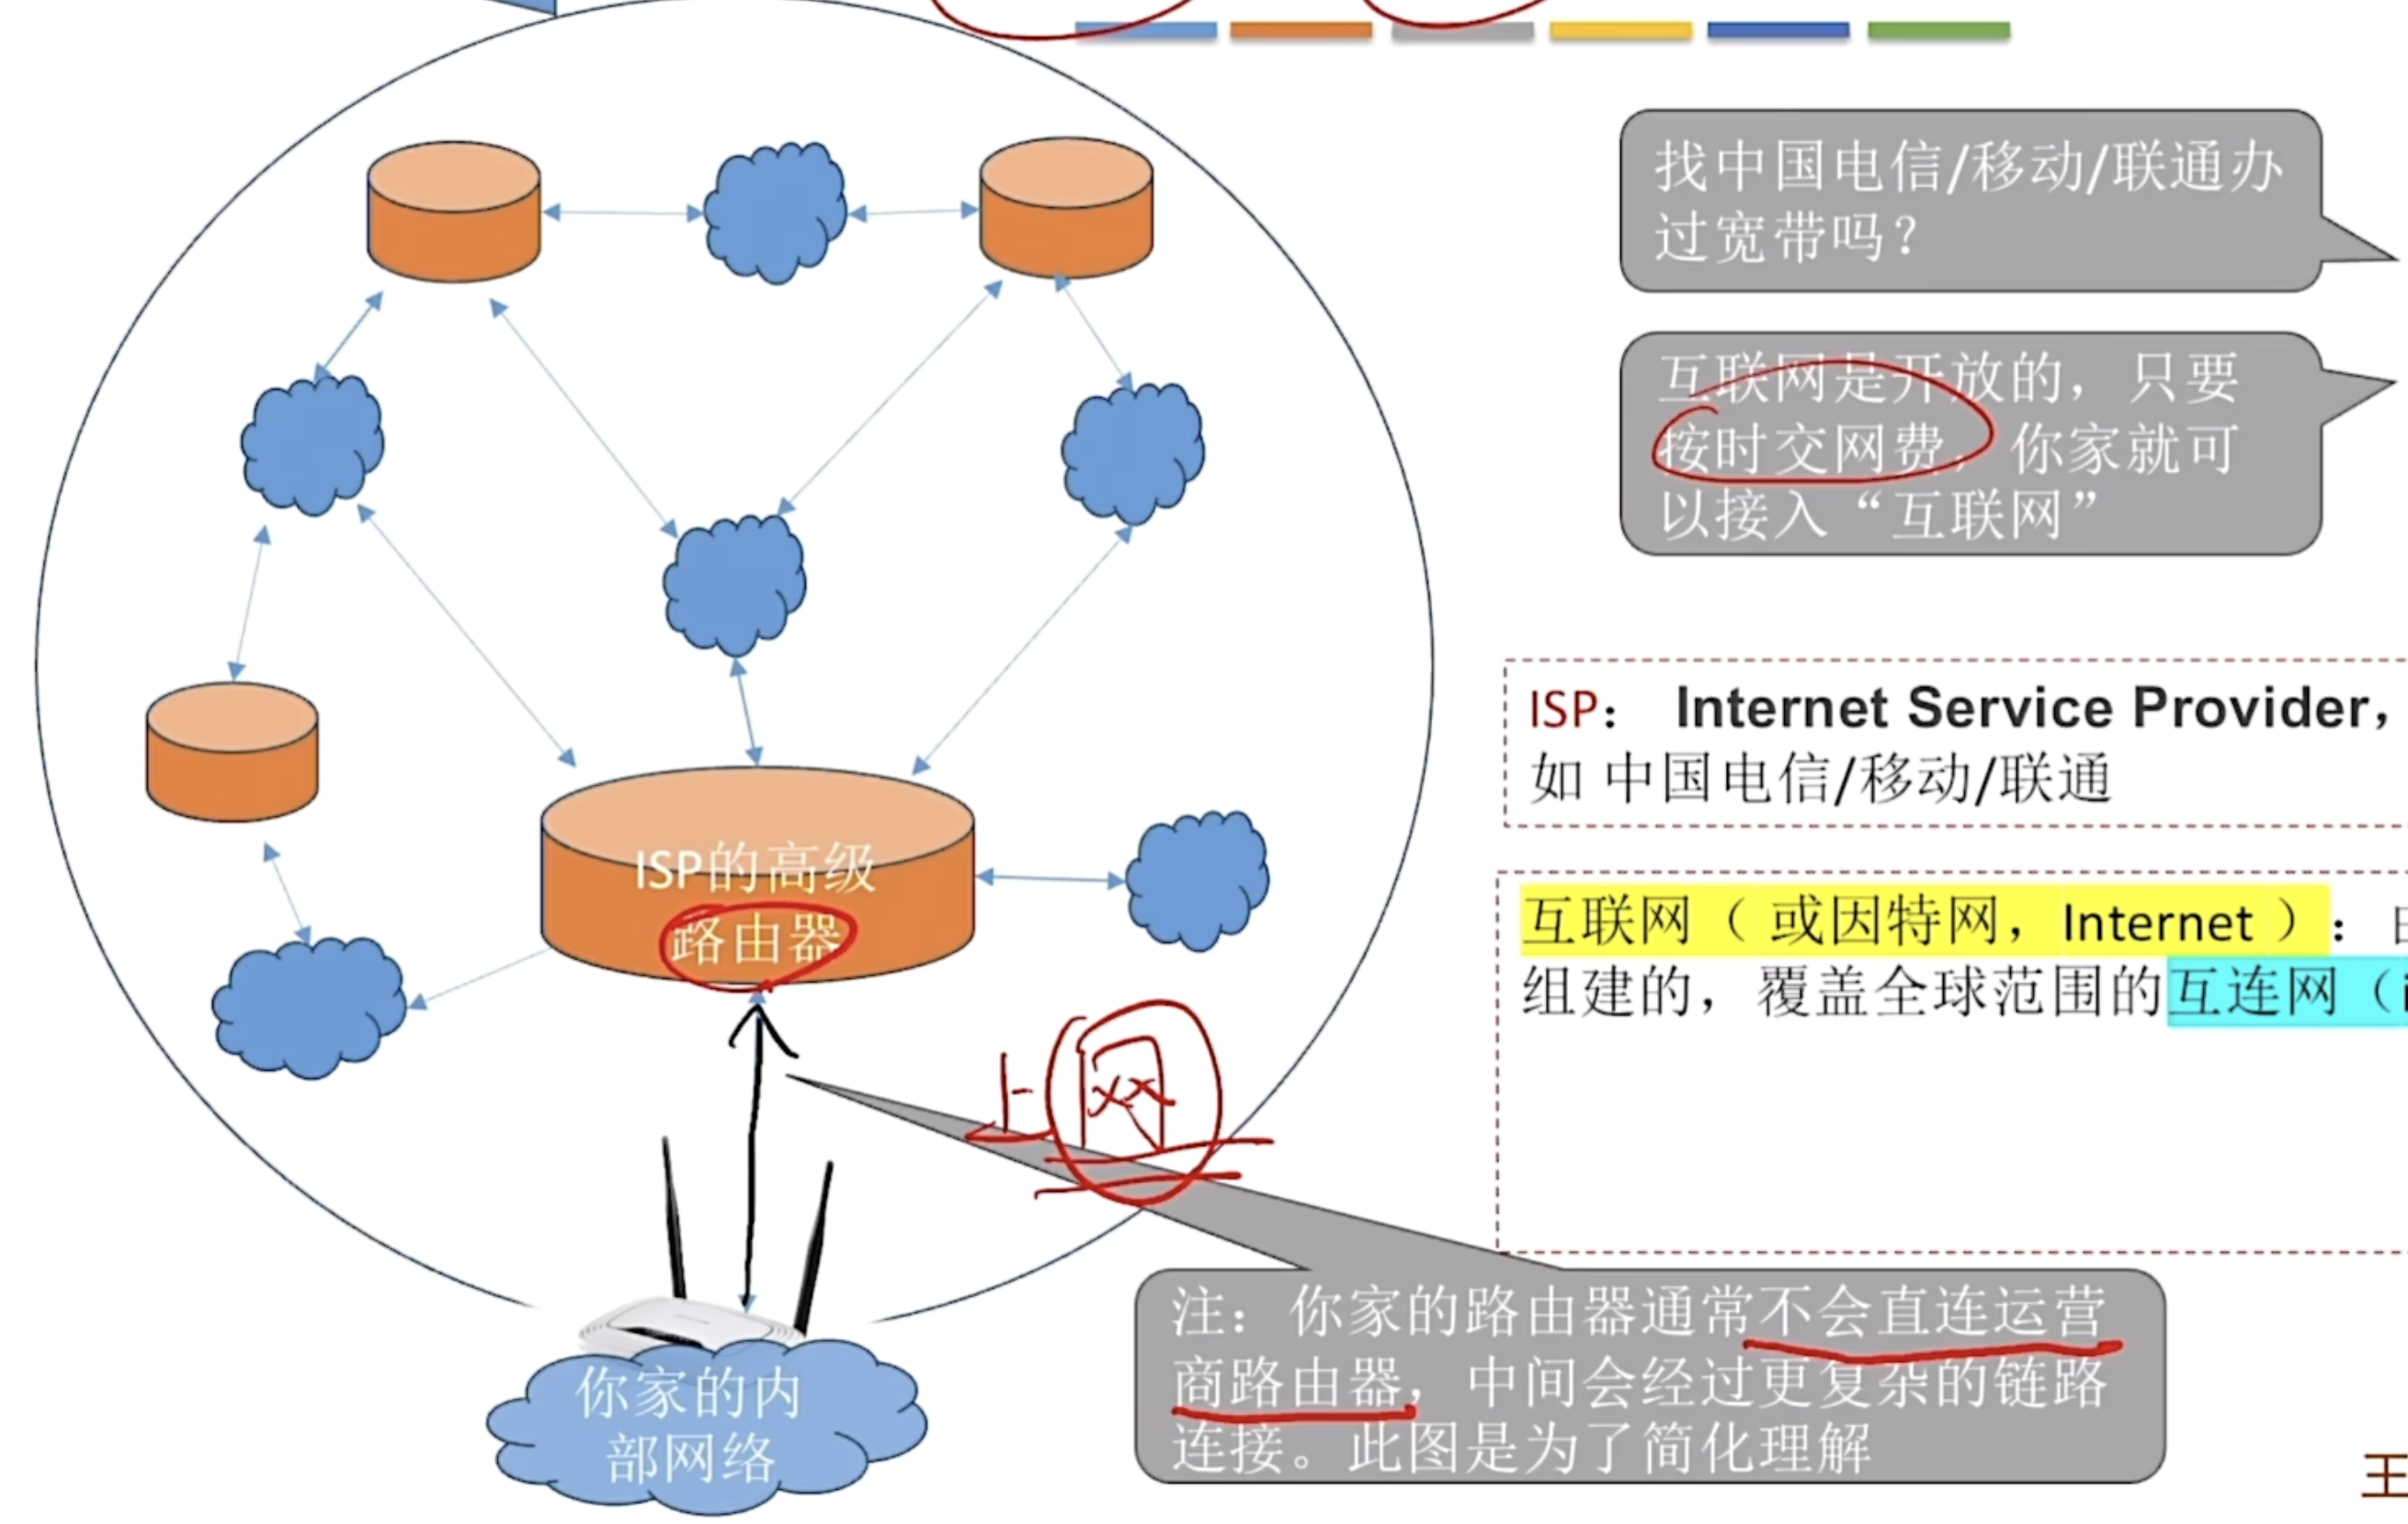 找中国电信/移动/联通办
过宽带吗？
互联网是开放的，只要
按时交网费，你家就可
以接入“互联网”
ISP： Internet Service Provider，
如 中国电信/移动/联通
ISP的高级
路由器
互联网（ 或因特网，Internet ）：
组建的，覆盖全球范围的互连网（i
上网
注： 你家的路由器通常不会直连运营
商路由器，中间会经过更复杂的链路
连接。此图是为了简化理解
你家的内
部网络
王